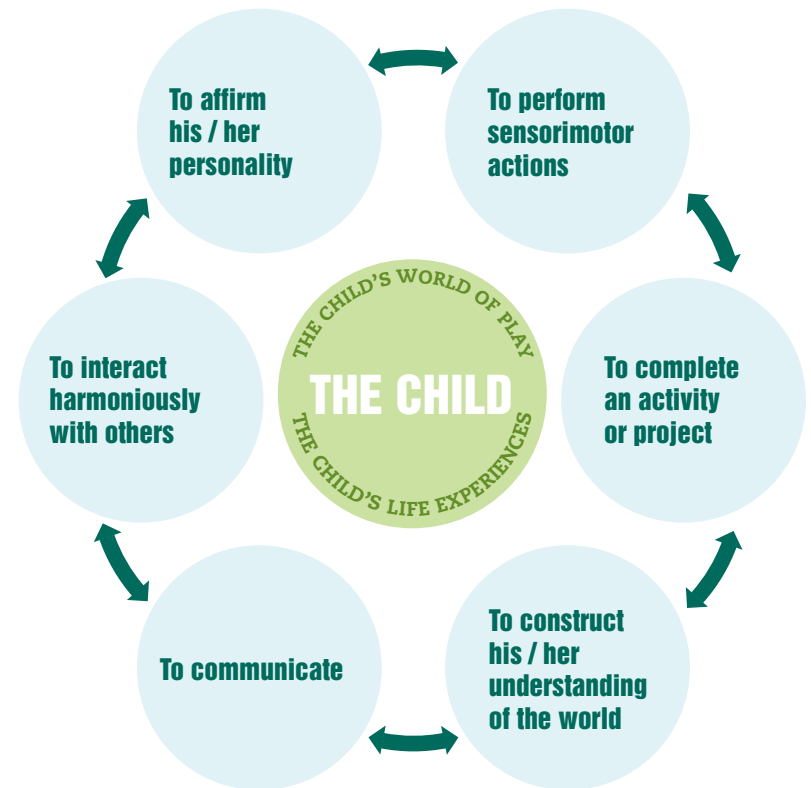 To affirm
his / her
personality
To perform
sensorimotor
actions
To interact
harmoniously
with others
THE CHILD'S WORLD OF PLAY
THE CHILD
THE CHILD'S LIFE EXPERIENCES
To complete
an activity
or project
To communicate
To construct
his / her
understanding
of the world